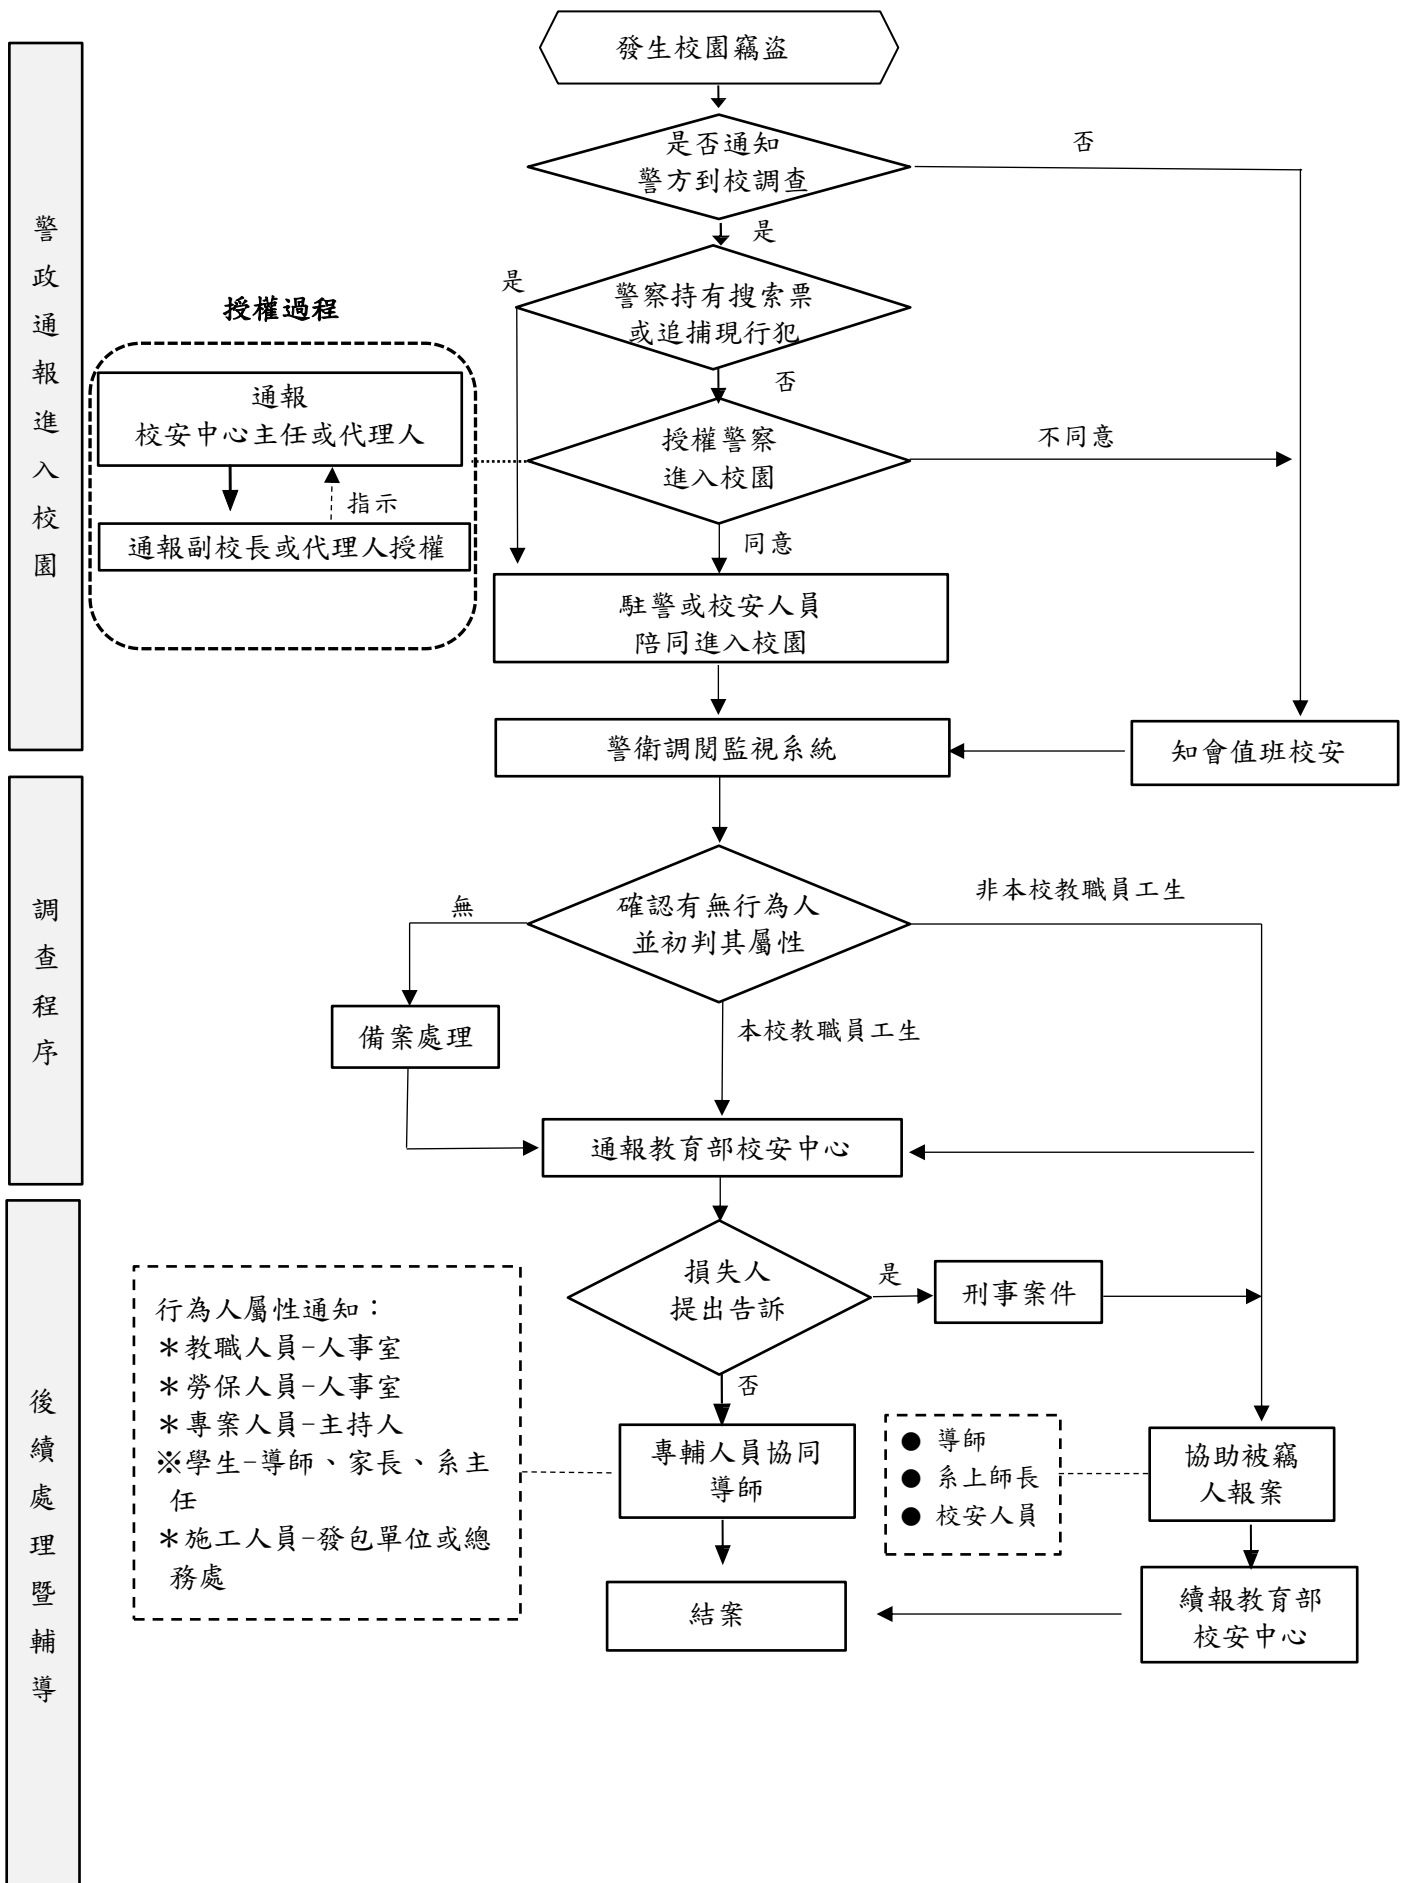 發生校園竊盜
是否通知
警方到校調查
否
是
警政通報進入校園
授權過程
是
警察持有搜索票
或追捕現行犯
否
通報
校安中心主任或代理人
授權警察
進入校園
不同意
指示
通報副校長或代理人授權
同意
駐警或校安人員
陪同進入校園
警衛調閱監視系統
知會值班校安
調查程序
無
確認有無行為人
並初判其屬性
非本校教職員工生
備案處理
本校教職員工生
通報教育部校安中心
後續處理暨輔導
損失人
提出告訴
是
刑事案件
否
行為人屬性通知：
＊教職人員-人事室
＊勞保人員-人事室
＊專案人員-主持人
※學生-導師、家長、系主
任
＊施工人員-發包單位或總
務處
專輔人員協同
導師
● 導師
● 系上師長
● 校安人員
協助被竊
人報案
結案
續報教育部
校安中心